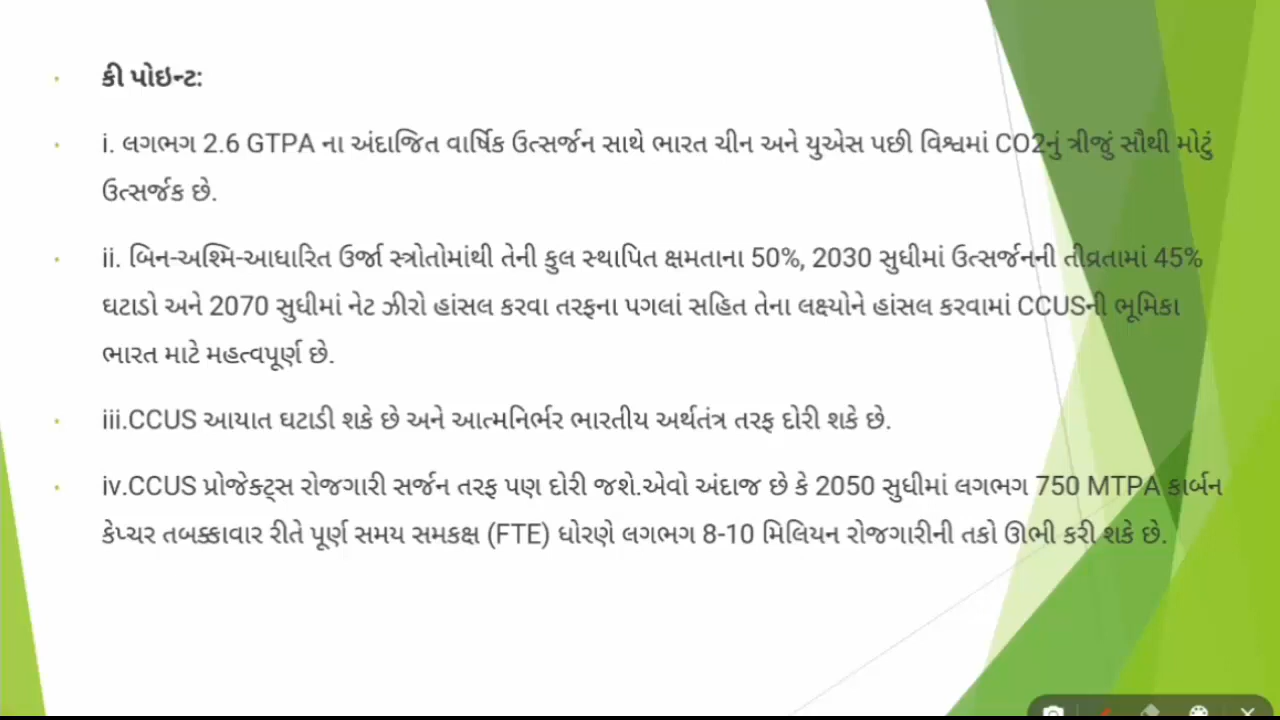 કી પોઇન્ટ:
i. લગભગ 2.6 GTPA ના અંદાજિત વાર્ષિક ઉત્સર્જન સાથે ભારત ચીન અને યુએસ પછી વિશ્વમાં CO2નું ત્રીજું સૌથી મોટું
ઉત્સર્જક છે.
ii. બિન-અશ્મિ-આધારિત ઉર્જા સ્ત્રોતોમાંથી તેની કુલ સ્થાપિત ક્ષમતાના 50%, 2030 સુધીમાં ઉત્સર્જનની તીવ્રતામાં 45%
ઘટાડો અને 2070 સુધીમાં નેટ ઝીરો હાંસલ કરવા તરફના પગલાં સહિત તેના લક્ષ્યોને હાંસલ કરવામાં CCUSની ભૂમિકા
ભારત માટે મહત્વપૂર્ણ છે.
iii.CCUS આયાત ઘટાડી શકે છે અને આત્મનિર્ભર ભારતીય અર્થતંત્ર તરફ દોરી શકે છે.
iv.CCUS પ્રોજેક્ટ્સ રોજગારી સર્જન તરફ પણ દોરી જશે.એવો અંદાજ છે કે 2050 સુધીમાં લગભગ 750 MTPA કાર્બન
કેપ્ચર તબક્કાવાર રીતે પૂર્ણ સમય સમકક્ષ (FTE) ધોરણે લગભગ 8-10 મિલિયન રોજગારીની તકો ઊભી કરી શકે છે.